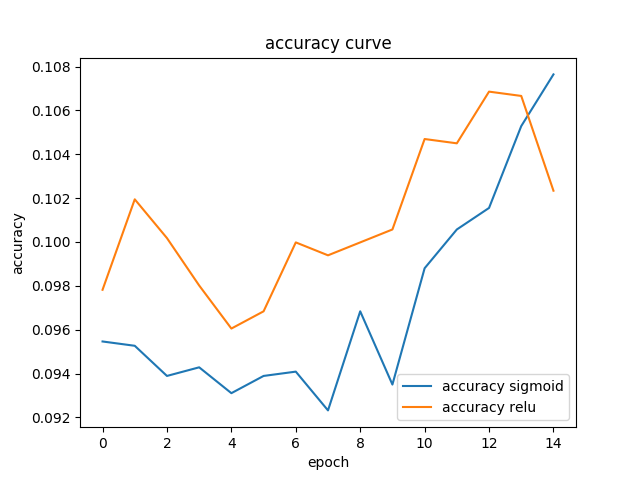 accuracy curve
0.108
0.106
0.104
0.102
0.100
0.098
0.096
0.094
0.092
accuracy
accuracy sigmoid
accuracy relu
0 2 4 6 8 10 12 14
epoch